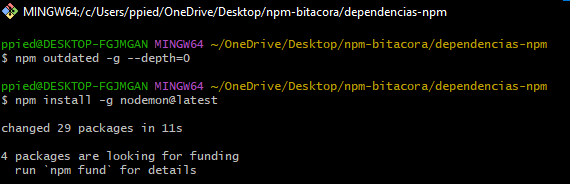 MINGW64:/c/Users/ppied/OneDrive/Desktop/npm-bitacora/dependencias-npm
ppied@DESKTOP-FGJMGAN MINGW64 ~/OneDrive/Desktop/npm-bitacora/dependencias-npm
$ npm outdated -g --depth=0
ppied@DESKTOP-FGJMGAN MINGW64 ~/OneDrive/Desktop/npm-bitacora/dependencias-npm
$ npm install -g nodemon@latest
changed 29 packages in 11s
4 packages are looking for funding
  run `npm fund` for details